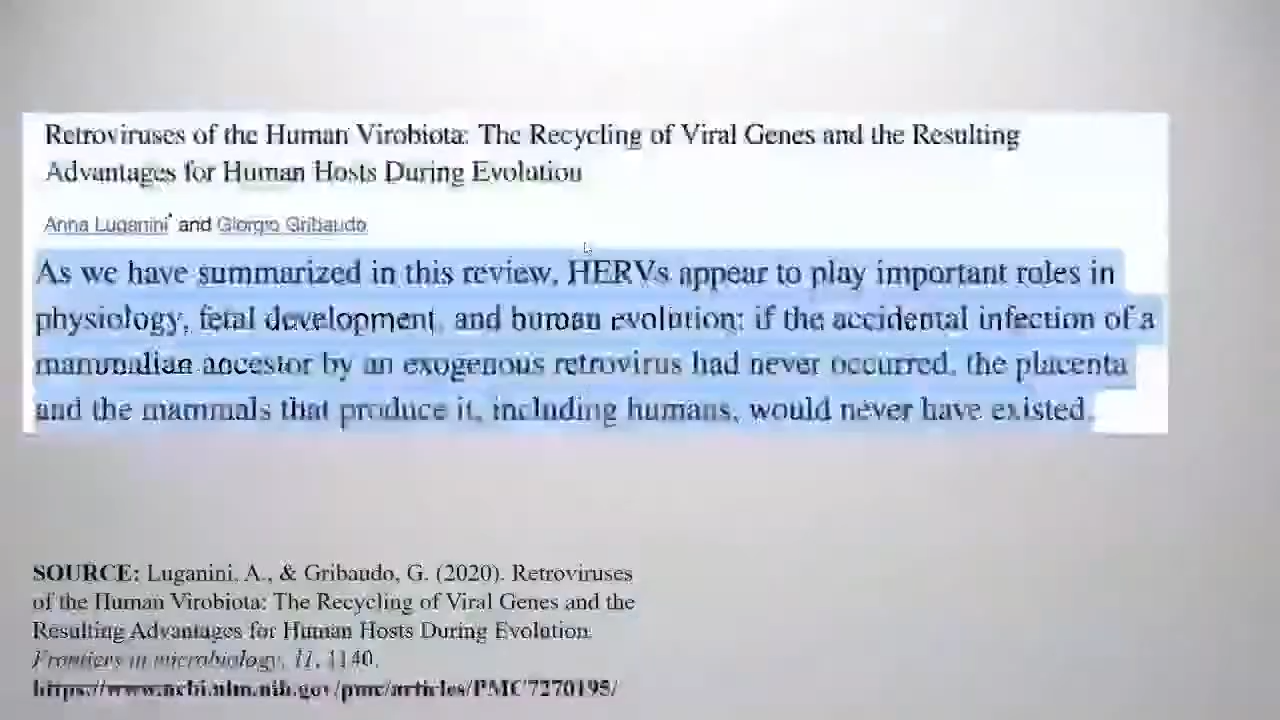 Retroviruses of the Human Virobiota: The Recycling of Viral Genes and the Resulting
Advantages for Human Hosts During Evolution
Anna Luganini* and Giorgio Gribaudo
As we have summarized in this review, HERVs appear to play important roles in
physiology, fetal development, and human evolution; if the accidental infection of a
mammalian ancestor by an exogenous retrovirus had never occurred, the placenta
and the mammals that produce it, including humans, would never have existed.
SOURCE: Luganini, A., & Gribaudo, G. (2020). Retroviruses
of the Human Virobiota: The Recycling of Viral Genes and the
Resulting Advantages for Human Hosts During Evolution.
Frontiers in microbiology, 11, 1140.
https://www.ncbi.nlm.nih.gov/pmc/articles/PMC7270195/